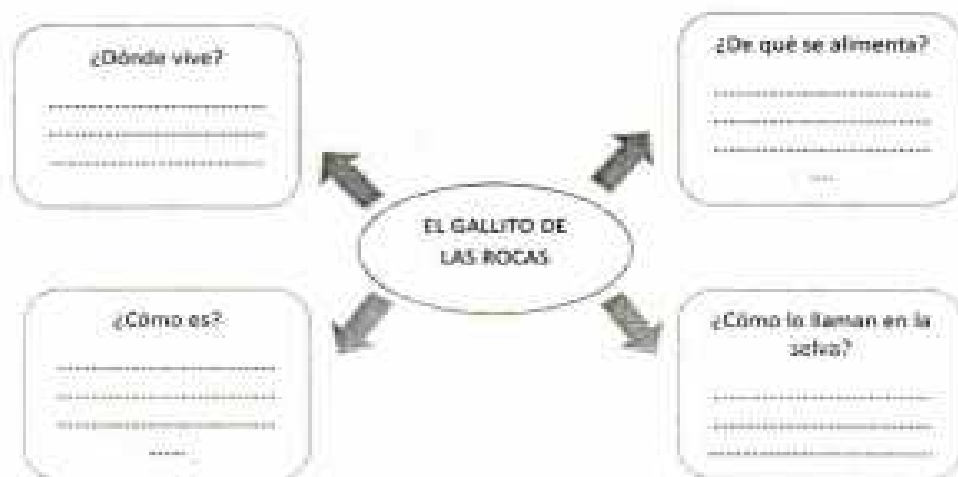 ¿Dónde vive?
¿De qué se alimenta?
EL GALLITO DE
LAS ROCAS
¿Cómo es?
¿Cómo lo llaman en la
selva?